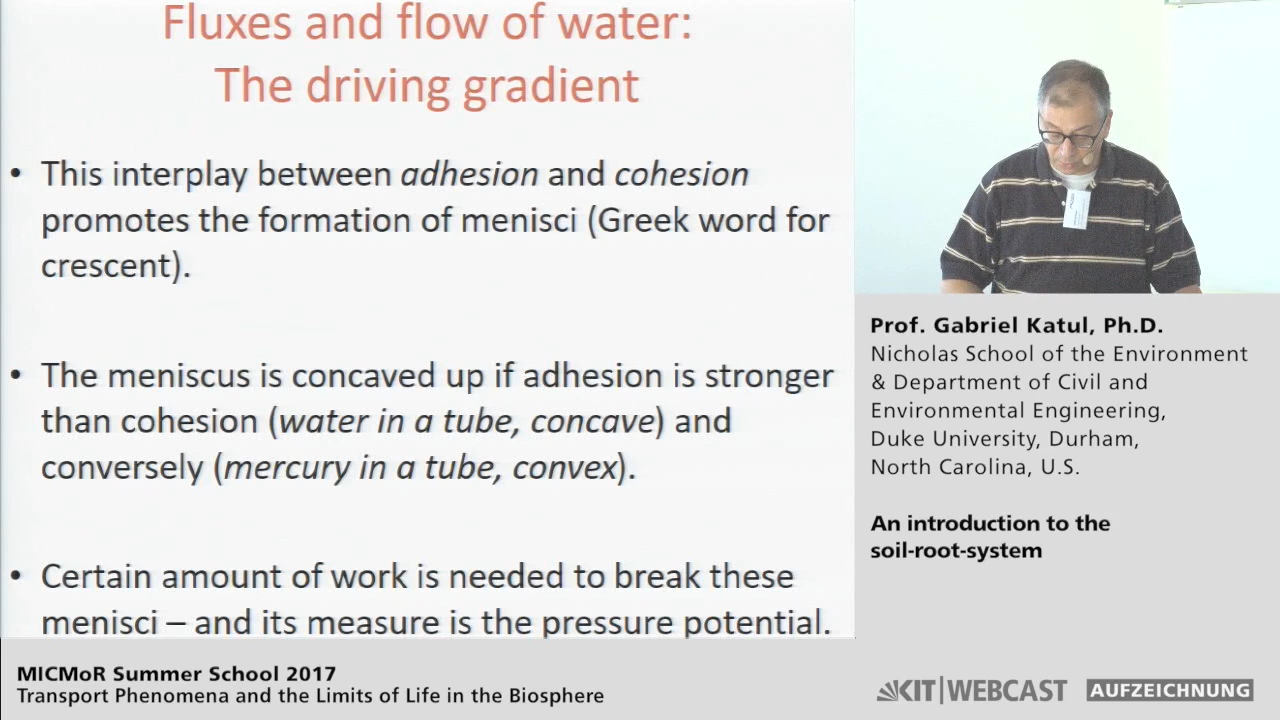 Fluxes and flow of water:
The driving gradient
• This interplay between adhesion and cohesion
promotes the formation of menisci (Greek word for
crescent).
• The meniscus is concaved up if adhesion is stronger
than cohesion (water in a tube, concave) and
conversely (mercury in a tube, convex).
• Certain amount of work is needed to break these
menisci – and its measure is the pressure potential.
Prof. Gabriel Katul, Ph.D.
Nicholas School of the Environment
& Department of Civil and
Environmental Engineering,
Duke University, Durham,
North Carolina, U.S.
An introduction to the
soil-root-system
MICMoR Summer School 2017
Transport Phenomena and the Limits of Life in the Biosphere
KIT|WEBCAST AUFZEICHNUNG